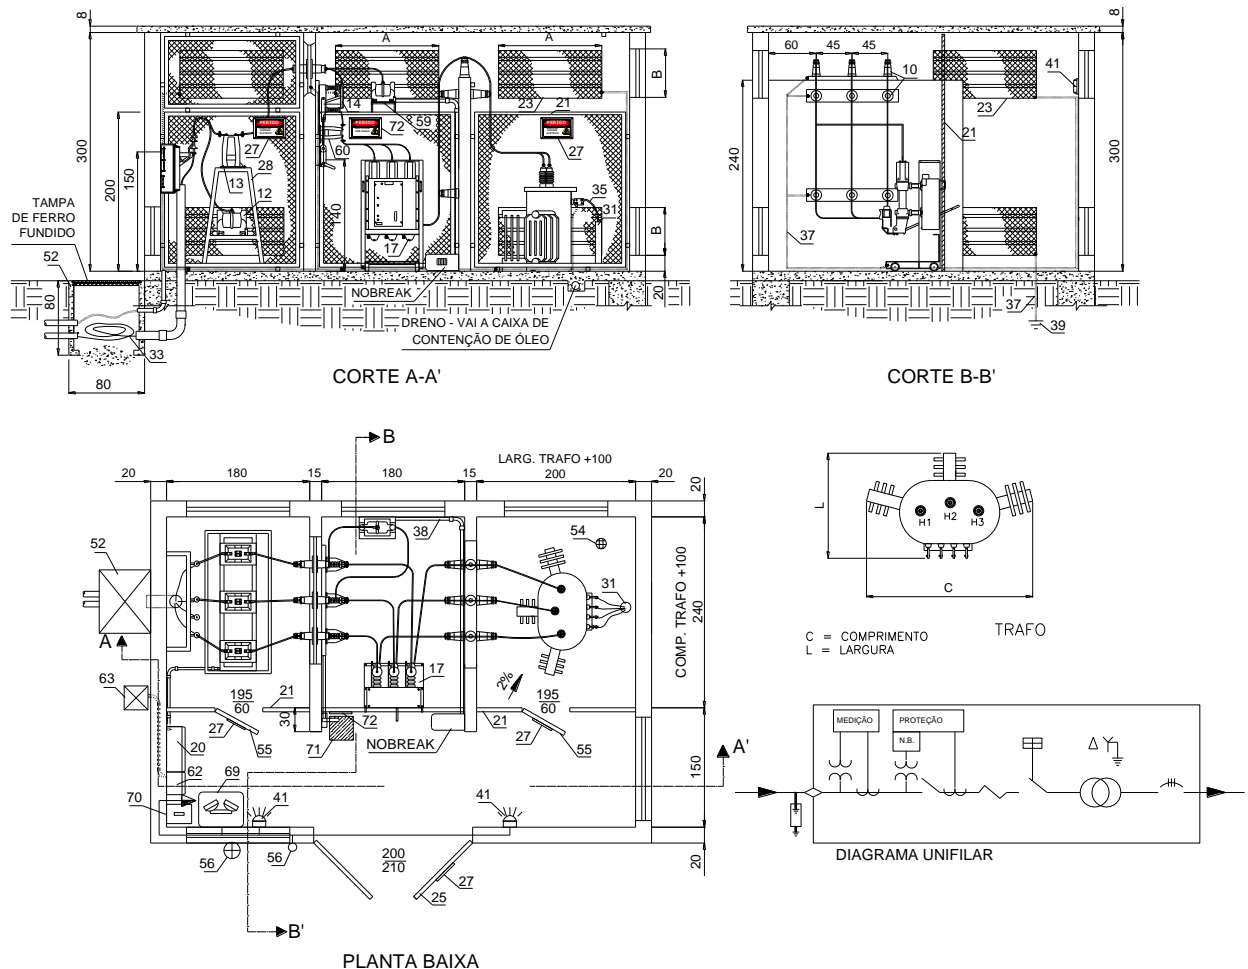 8
300
200
150
TAMPA
DE FERRO
FUNDIDO
52
80
80
33
A
A
B
B
20
PERIGO
27
28
13
12
14
PERIGO
72
59
60
140
17
23
21
PERIGO
27
35
31
NOBREAK
DRENO - VAI A CAIXA DE
CONTENÇÃO DE ÓLEO
CORTE A-A'
8
60
45
45
10
41
23
21
300
240
37
37
39
CORTE B-B'
B
LARG. TRAFO +100
20
180
15
180
15
200
20
20
52
38
54
31
COMP. TRAFO +100
240
A
63
17
2%
195
60
21
30
27
55
72
71
NOBREAK
21
195
60
27
55
20
62
69
70
41
41
A'
150
56
56
200
210
27
25
20
B'
PLANTA BAIXA
L
H1
H2
H3
C
C = COMPRIMENTO
L = LARGURA
TRAFO
MEDIÇÃO
PROTEÇÃO
N.B.
DIAGRAMA UNIFILAR